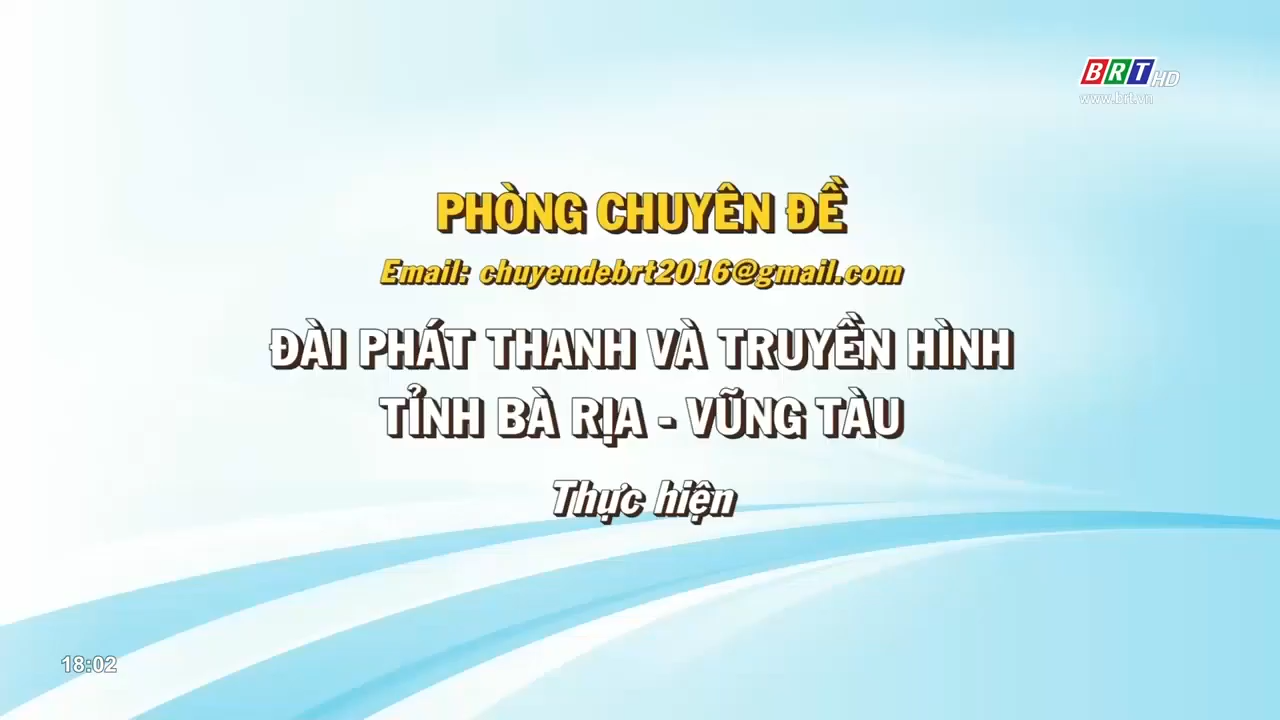 BRT HD
www.brt.vn
PHÒNG CHUYÊN ĐỀ
Email: chuyendebrt2016@gmail.com
ĐÀI PHÁT THANH VÀ TRUYỀN HÌNH
TỈNH BÀ RỊA - VŨNG TÀU
Thực hiện
18:02